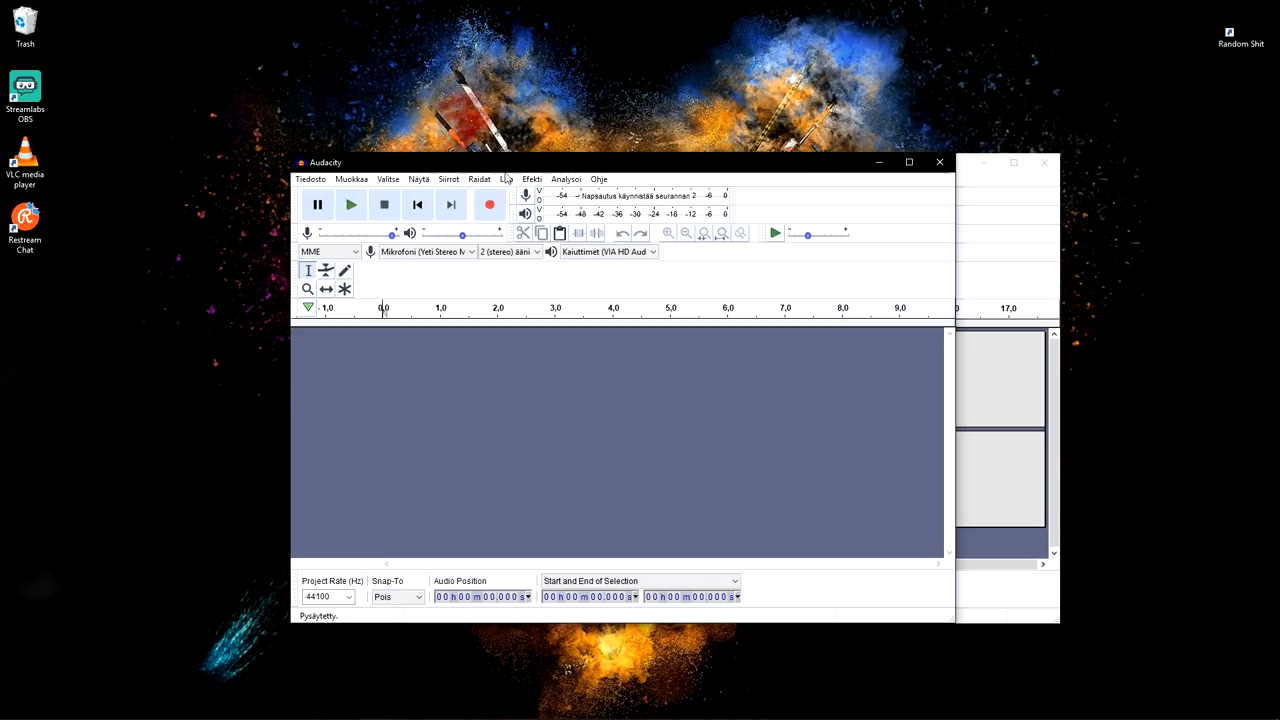 Trash
Streamlabs
OBS
VLC media
player
Restream
Chat
Random Shit
Audacity
Tiedosto Muokkaa Valitse Näytä Siirrot Raidat Efekti Analysoi Ohje
-54 Napsautus käynnistää seurannan 2 -6 0
-54 -48 -42 -36 -30 -24 -18 -12 -6 0
MME Mikrofoni (Yeti Stereo M 2 (stereo) ääni Kaiuttimet (VIA HD Aud
-1,0 0,0 1,0 2,0 3,0 4,0 5,0 6,0 7,0 8,0 9,0 17,0
Project Rate (Hz) Snap-To Audio Position Start and End of Selection
44100 Pois 00 h 00 m 00.000 s 00 h 00 m 00.000 s 00 h 00 m 00.000 s
Pysäytetty.